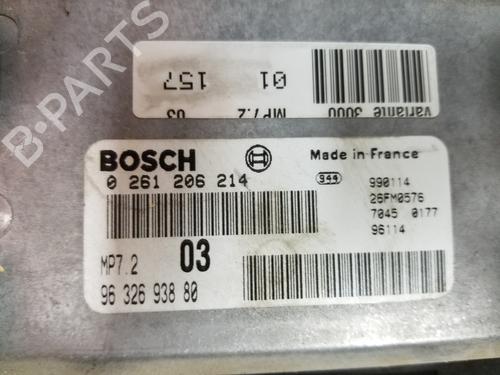 B-PARTS
variante 3000
MP7.2 03
01 157
BOSCH
Made in France
0 261 206 214
944
990114
26FM0576
7045 0177
96114
MP7.2 03
96 326 938 80